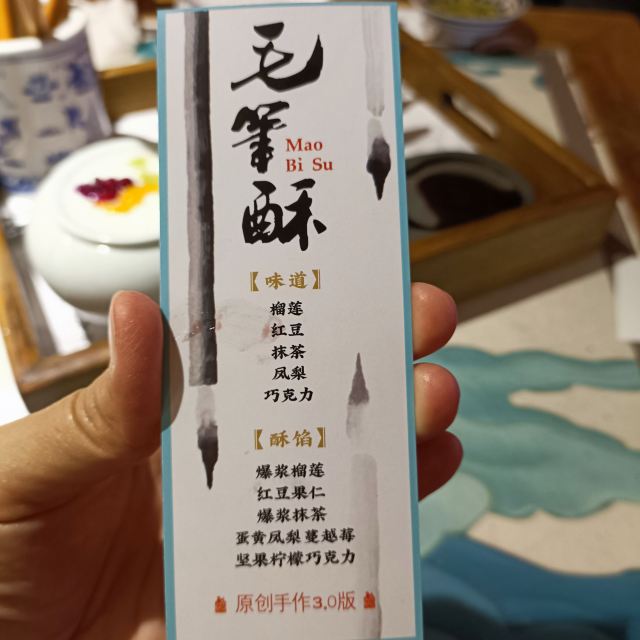 毛笔酥
Mao
Bi Su
【味道】
榴莲
红豆
抹茶
凤梨
巧克力
【酥馅】
爆浆榴莲
红豆果仁
爆浆抹茶
蛋黄凤梨蔓越莓
坚果柠檬巧克力
原创手作3.0版